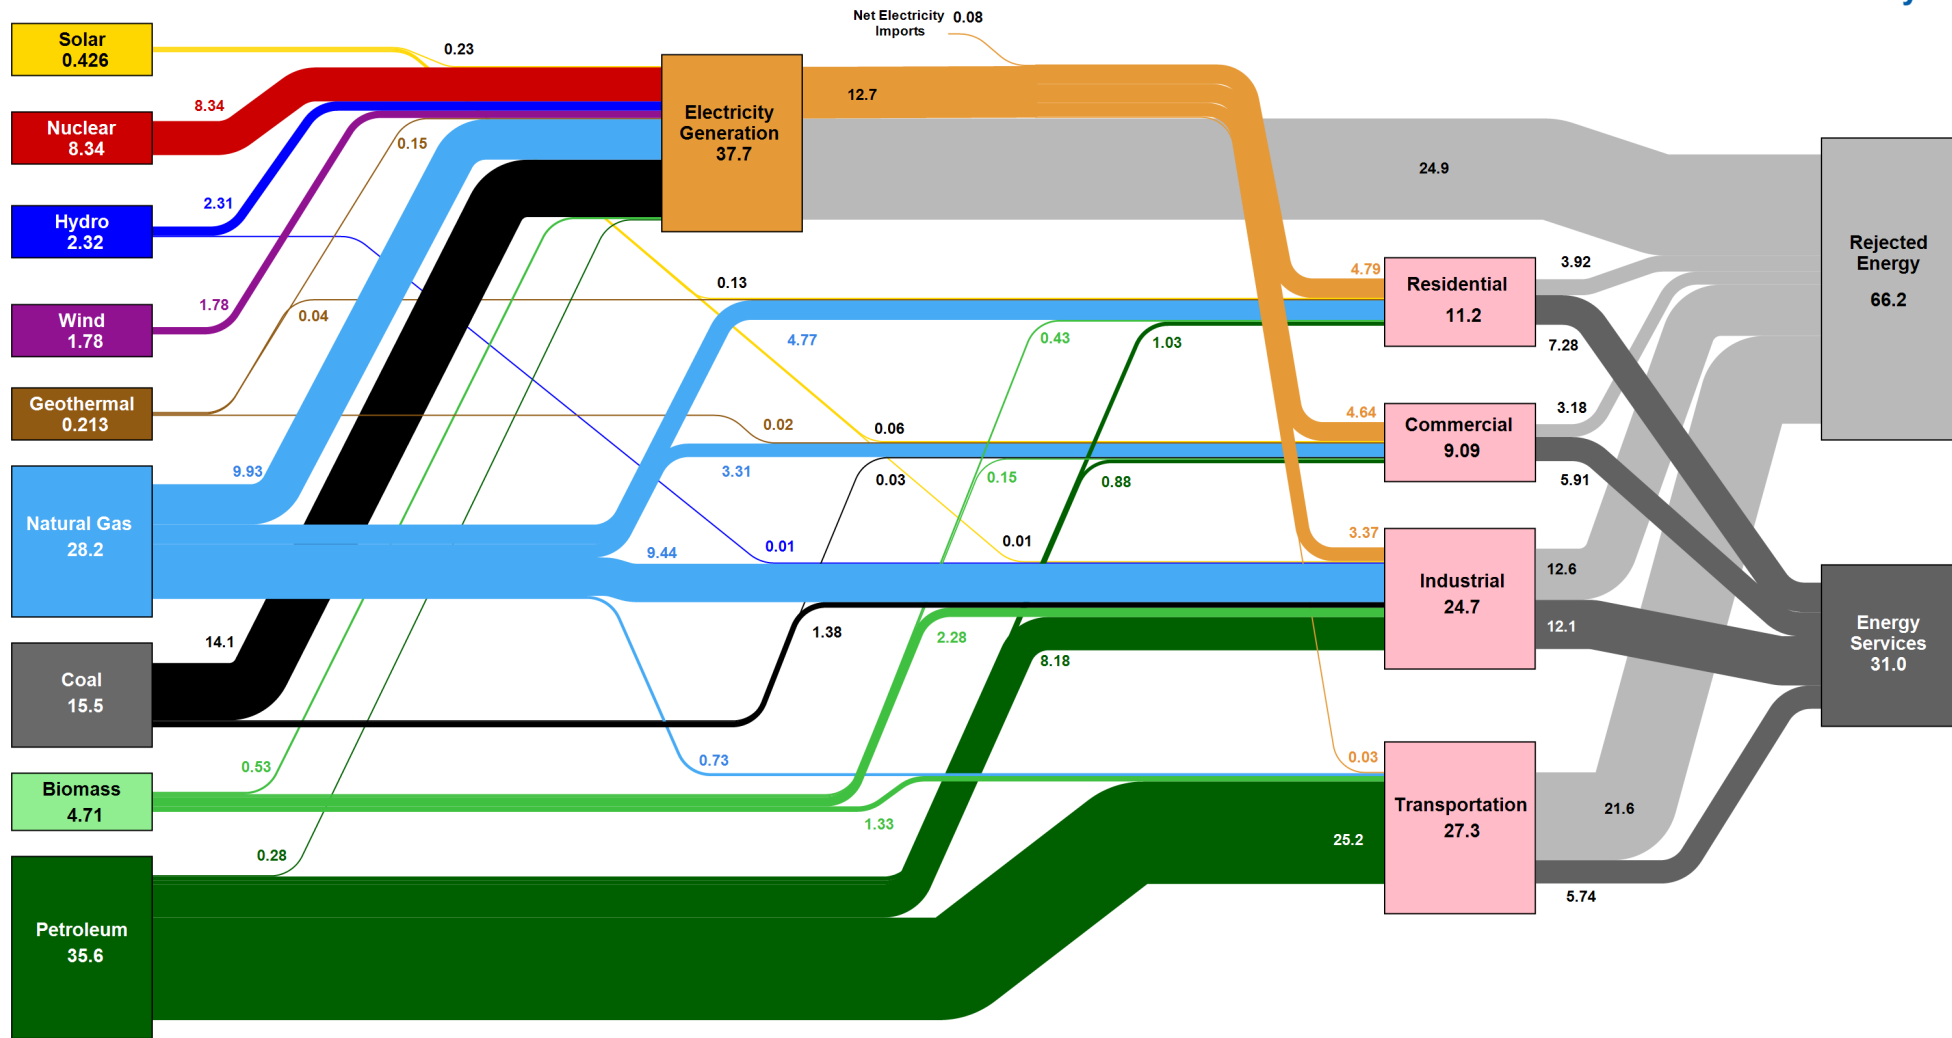 Net Electricity 0.08
Imports
Solar
0.426
0.23
Nuclear
8.34
8.34
Hydro
2.32
2.31
Wind
1.78
1.78
Geothermal
0.213
0.15
0.04
Natural Gas
28.2
9.93
Coal
15.5
14.1
Biomass
4.71
0.53
Petroleum
35.6
0.28
Electricity
Generation
37.7
12.7
24.9
0.13
4.77
0.02
0.06
3.31
0.03
9.44
0.01
0.01
1.38
0.73
0.43
1.03
0.15
0.88
2.28
8.18
1.33
25.2
4.79
4.64
3.37
0.03
Residential
11.2
Commercial
9.09
Industrial
24.7
Transportation
27.3
3.92
7.28
3.18
5.91
12.6
12.1
21.6
5.74
Rejected
Energy
66.2
Energy
Services
31.0